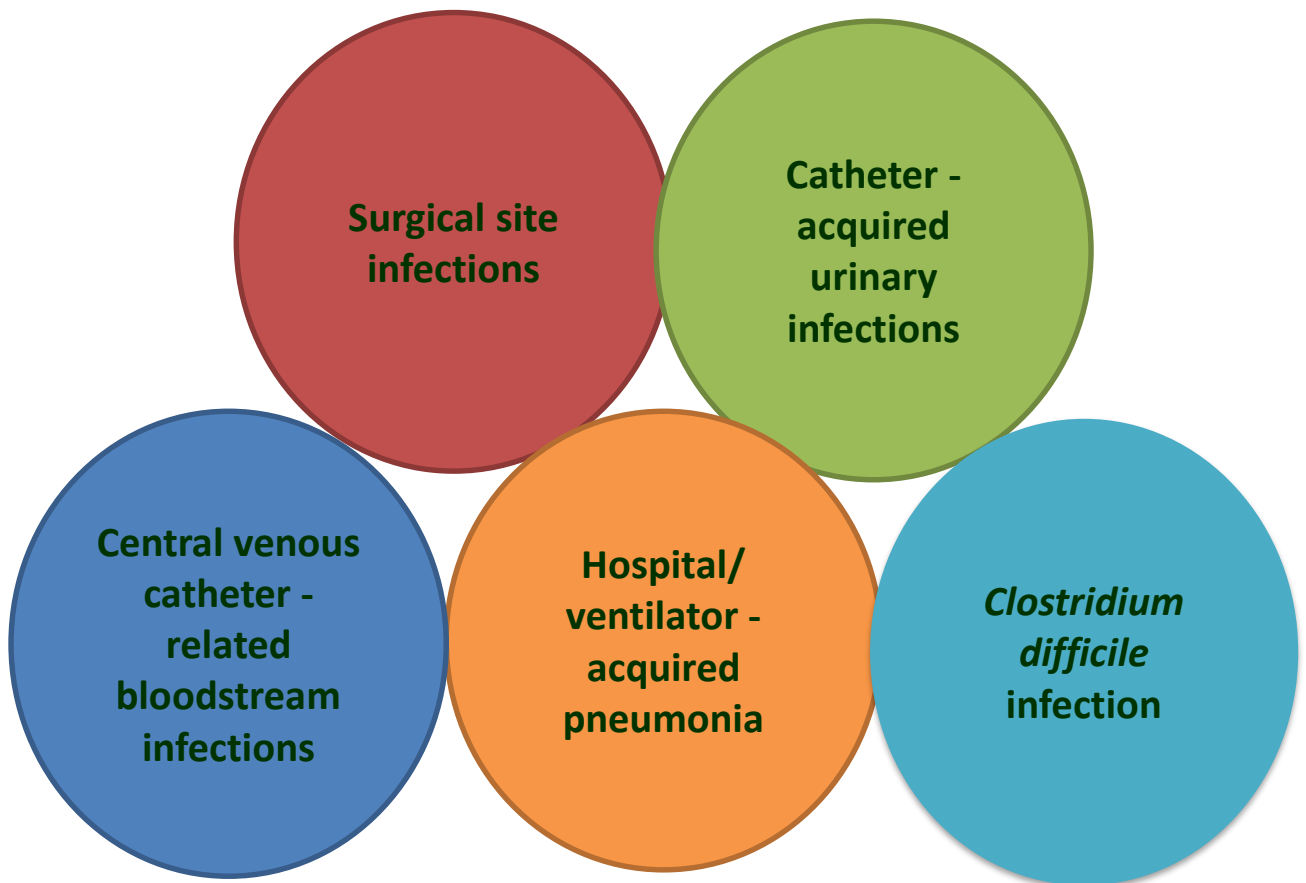 Surgical site
infections
Catheter -
acquired
urinary
infections
Central venous
catheter -
related
bloodstream
infections
Hospital/
ventilator -
acquired
pneumonia
Clostridium
difficile
infection